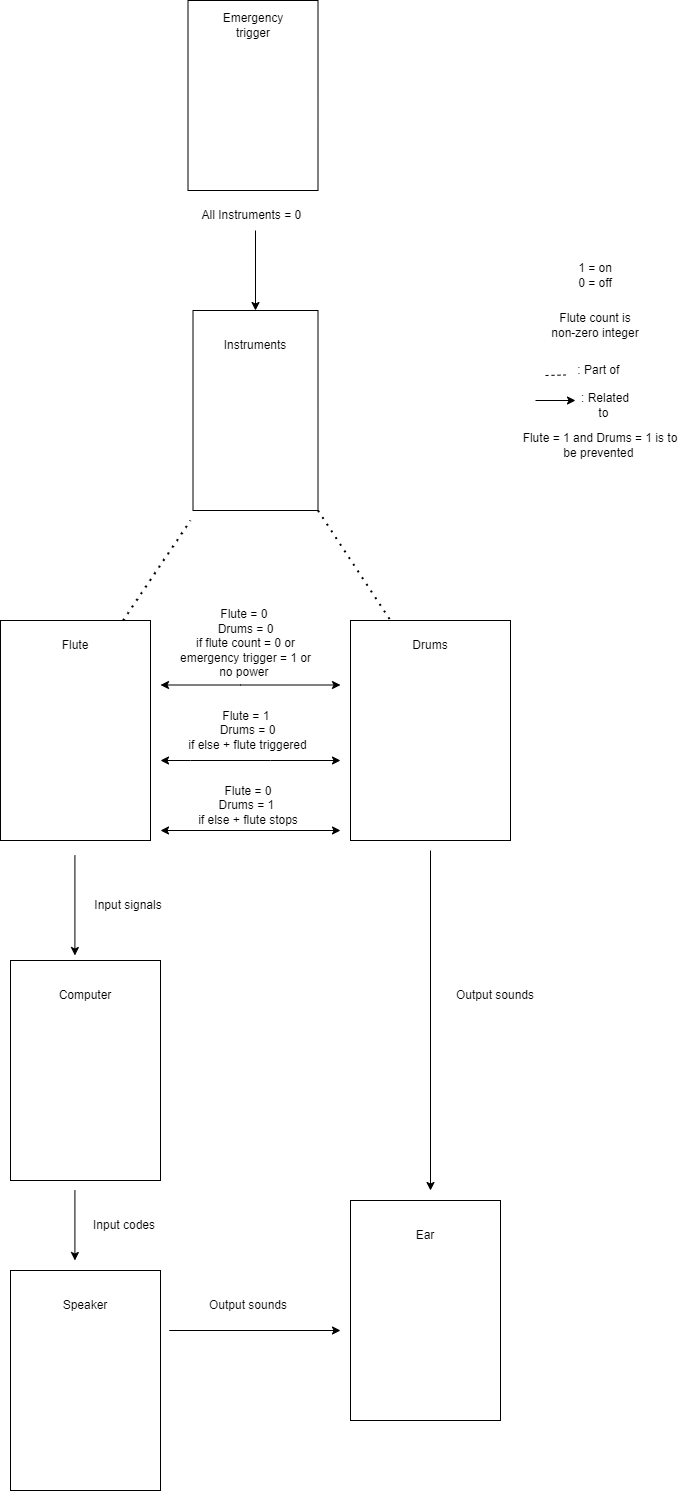 Emergency
trigger
All Instruments = 0
1 = on
0 = off
Instruments
Flute count is
non-zero integer
: Part of
: Related
to
Flute = 1 and Drums = 1 is to
be prevented
Flute
Flute = 0
Drums = 0
if flute count = 0 or
emergency trigger = 1 or
no power
Drums
Flute = 1
Drums = 0
if else + flute triggered
Flute = 0
Drums = 1
if else + flute stops
Input signals
Computer
Output sounds
Input codes
Ear
Speaker
Output sounds